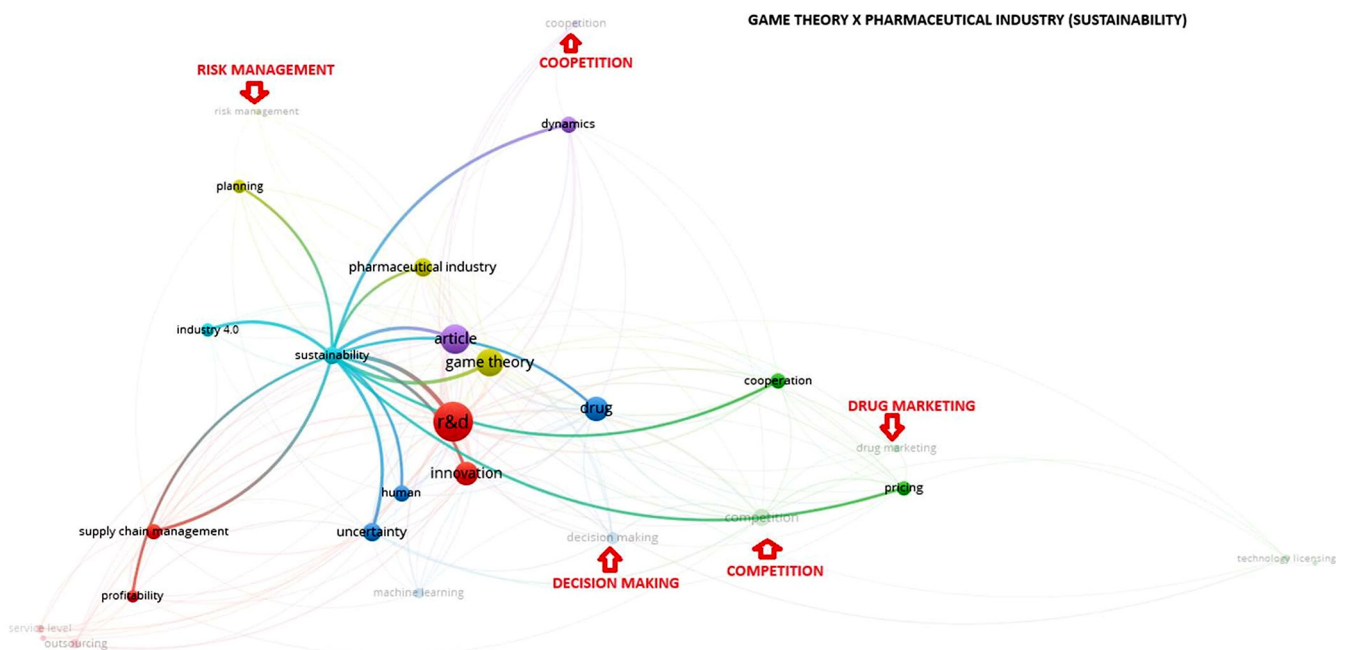 GAME THEORY X PHARMACEUTICAL INDUSTRY (SUSTAINABILITY)
coopetition
COOPETITION
RISK MANAGEMENT
risk management
dynamics
planning
pharmaceutical industry
industry 4.0
article
sustainability
game theory
cooperation
drug
DRUG MARKETING
r&d
drug marketing
innovation
pricing
human
competition
supply chain management
uncertainty
decision making
technology licensing
COMPETITION
DECISION MAKING
machine learning
profitability
service level
outsourcing